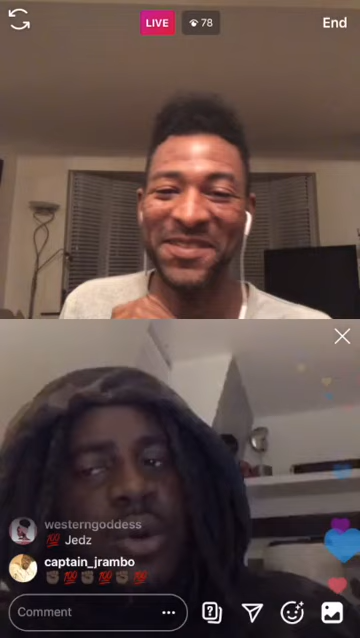 LIVE 78 End
westerngoddess
💯 Jedz
captain_jrambo
✊🏿💯✊🏿💯✊🏿💯
Comment